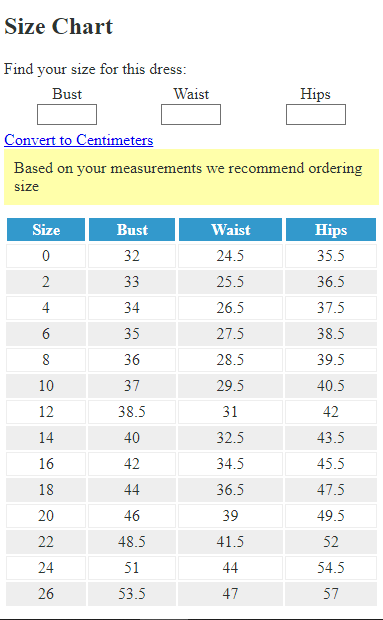 Size Chart
Find your size for this dress:
Bust Waist Hips
Convert to Centimeters
Based on your measurements we recommend ordering
size
Size Bust Waist Hips
0 32 24.5 35.5
2 33 25.5 36.5
4 34 26.5 37.5
6 35 27.5 38.5
8 36 28.5 39.5
10 37 29.5 40.5
12 38.5 31 42
14 40 32.5 43.5
16 42 34.5 45.5
18 44 36.5 47.5
20 46 39 49.5
22 48.5 41.5 52
24 51 44 54.5
26 53.5 47 57